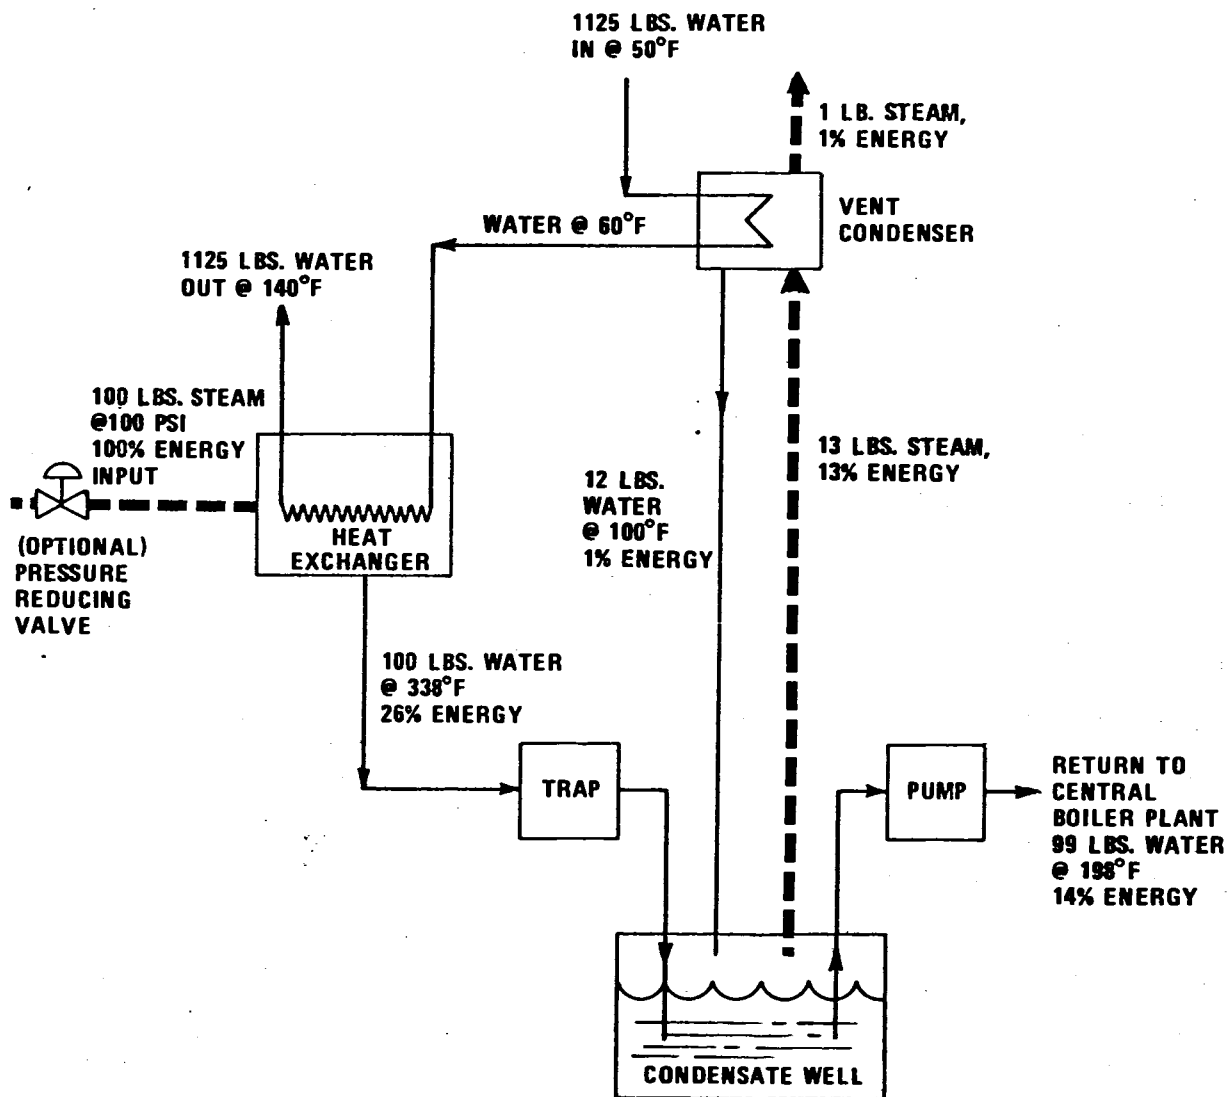 1125 LBS. WATER
IN @ 50°F
1 LB. STEAM,
1% ENERGY
VENT
CONDENSER
WATER @ 60°F
1125 LBS. WATER
OUT @ 140°F
100 LBS. STEAM
@100 PSI
100% ENERGY
INPUT
(OPTIONAL)
PRESSURE
REDUCING
VALVE
HEAT
EXCHANGER
12 LBS.
WATER
@ 100°F
1% ENERGY
13 LBS. STEAM,
13% ENERGY
100 LBS. WATER
@ 338°F
26% ENERGY
TRAP
PUMP
RETURN TO
CENTRAL
BOILER PLANT
99 LBS. WATER
@ 198°F
14% ENERGY
CONDENSATE WELL